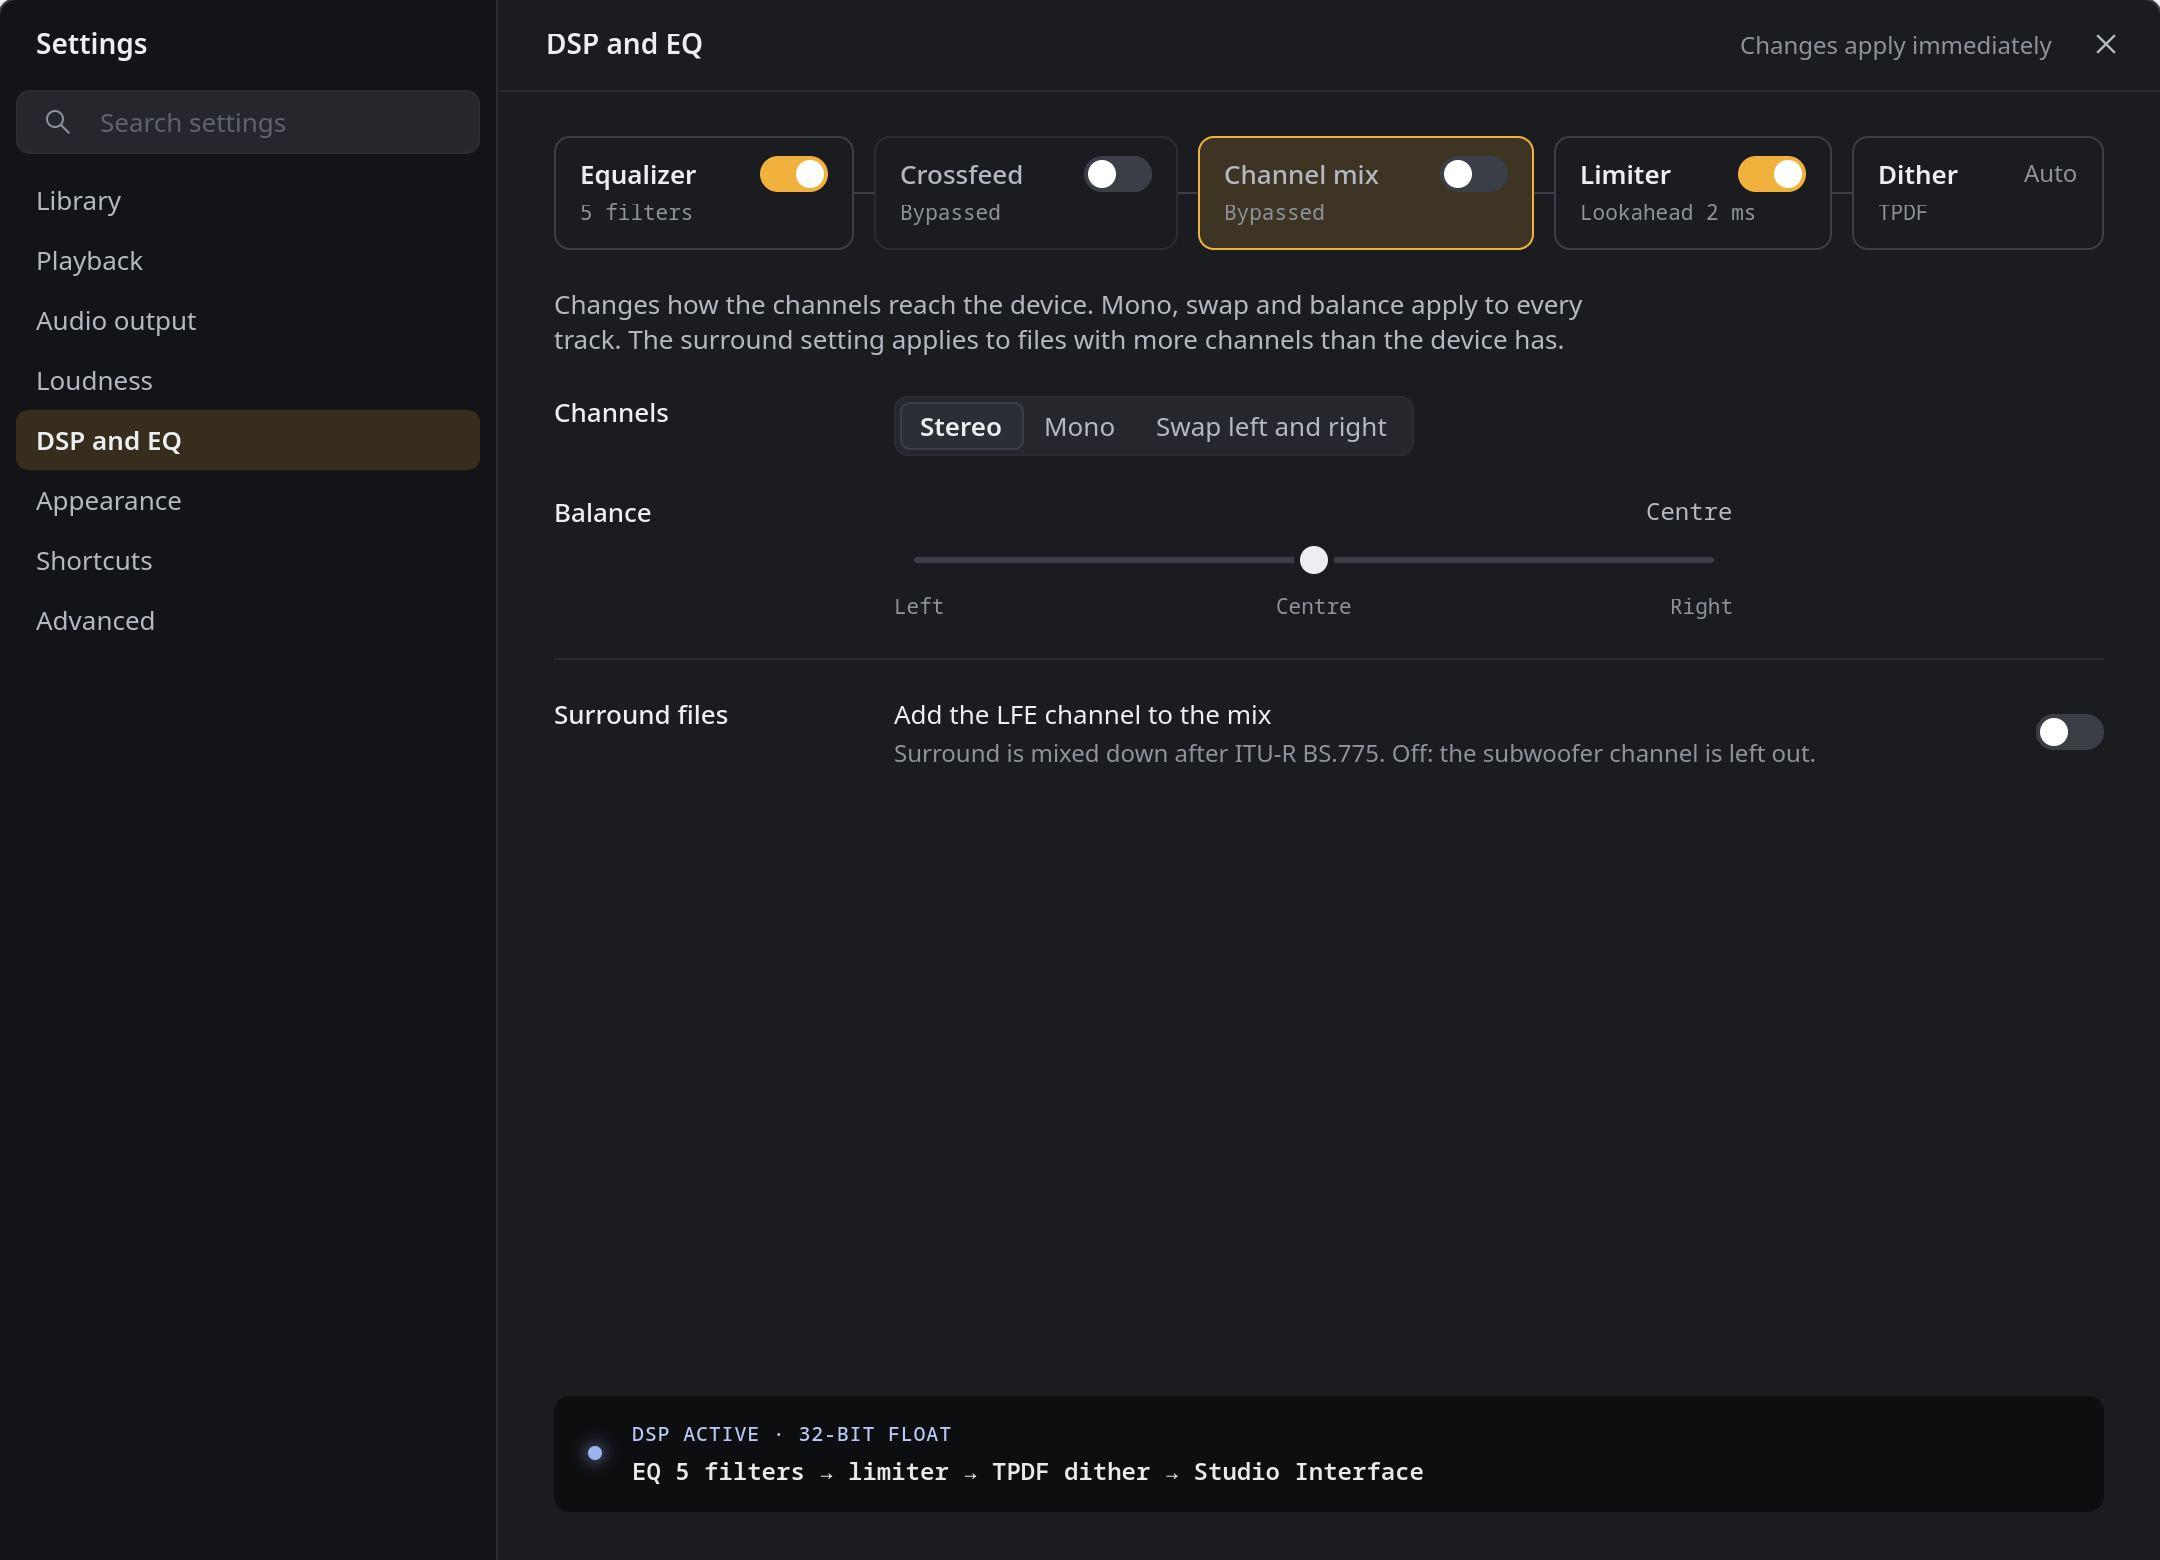 Settings
Search settings
Library
Playback
Audio output
Loudness
DSP and EQ
Appearance
Shortcuts
Advanced
DSP and EQ
Changes apply immediately
Equalizer
5 filters
Crossfeed
Bypassed
Channel mix
Bypassed
Limiter
Lookahead 2 ms
Dither Auto
TPDF
Changes how the channels reach the device. Mono, swap and balance apply to every
track. The surround setting applies to files with more channels than the device has.
Channels
Stereo Mono Swap left and right
Balance
Centre
Left Centre Right
Surround files
Add the LFE channel to the mix
Surround is mixed down after ITU-R BS.775. Off: the subwoofer channel is left out.
DSP ACTIVE · 32-BIT FLOAT
EQ 5 filters → limiter → TPDF dither → Studio Interface